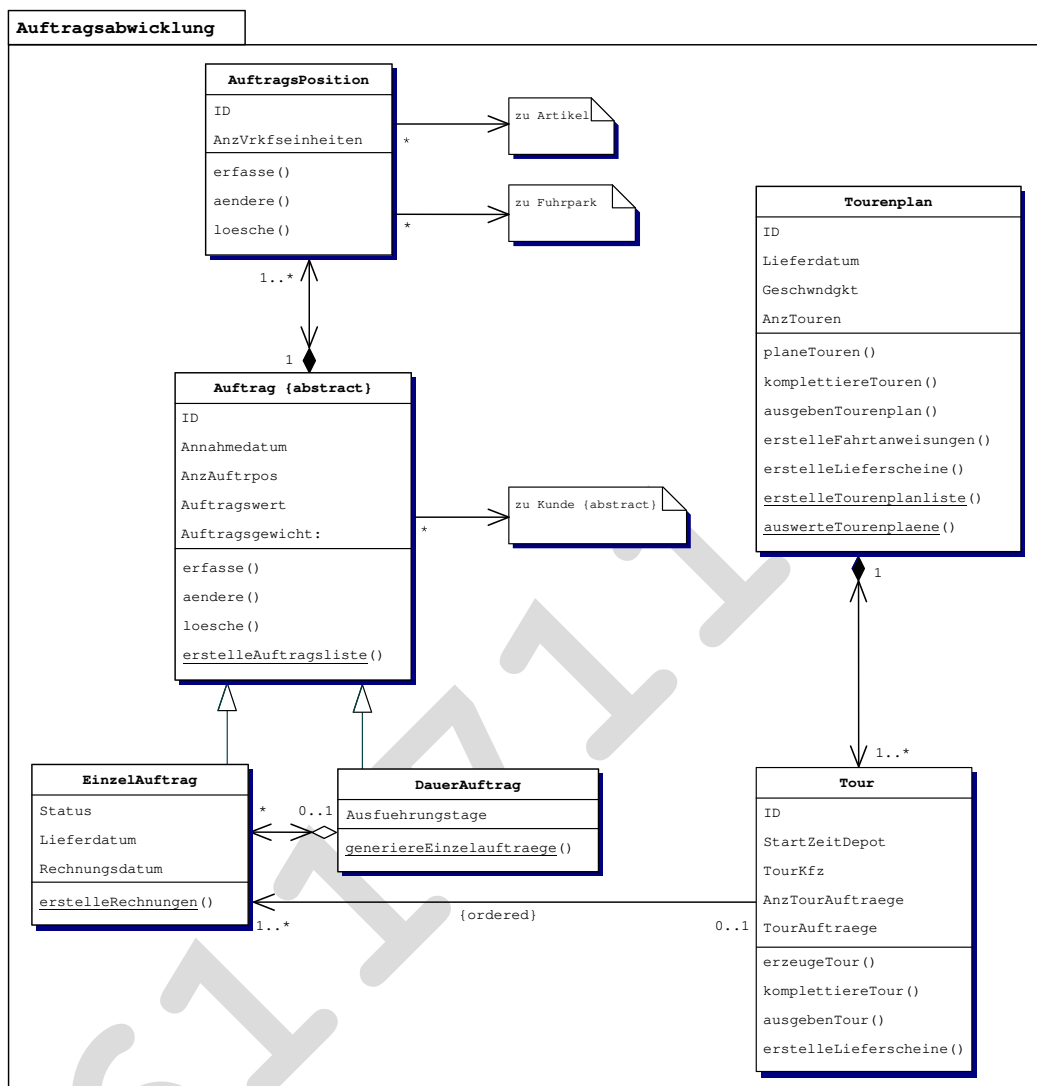 Auftragsabwicklung
AuftragsPosition
ID
AnzVrkfseinheiten
erfasse()
aendere()
loesche()
*
zu Artikel
*
zu Fuhrpark
1..*
1
Auftrag {abstract}
ID
Annahmedatum
AnzAuftrpos
Auftragswert
Auftragsgewicht:
erfasse()
aendere()
loesche()
erstelleAuftragsliste()
*
zu Kunde {abstract}
Tourenplan
ID
Lieferdatum
Geschwndgkt
AnzTouren
planeTouren()
komplettiereTouren()
ausgebenTourenplan()
erstelleFahrtanweisungen()
erstelleLieferscheine()
erstelleTourenplanliste()
auswerteTourenplaene()
1
1..*
EinzelAuftrag
Status
Lieferdatum
Rechnungsdatum
erstelleRechnungen()
*
0..1
DauerAuftrag
Ausfuehrungstage
generiereEinzelauftraege()
1..*
{ordered}
0..1
Tour
ID
StartZeitDepot
TourKfz
AnzTourAuftraege
TourAuftraege
erzeugeTour()
komplettiereTour()
ausgebenTour()
erstelleLieferscheine()